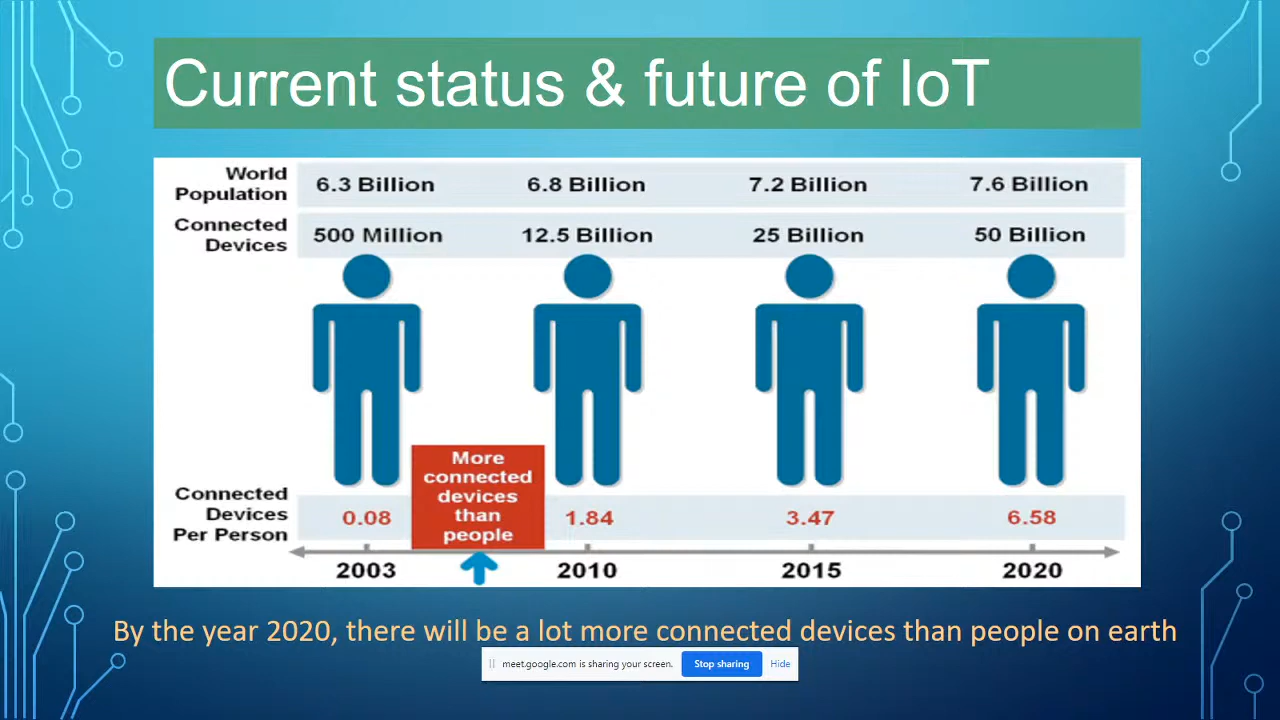 Current status & future of IoT
World
Population
6.3 Billion 6.8 Billion 7.2 Billion 7.6 Billion
Connected
Devices
500 Million 12.5 Billion 25 Billion 50 Billion
More
connected
devices
than
people
Connected
Devices
Per Person
0.08 1.84 3.47 6.58
2003 2010 2015 2020
By the year 2020, there will be a lot more connected devices than people on earth
meet.google.com is sharing your screen. Stop sharing Hide